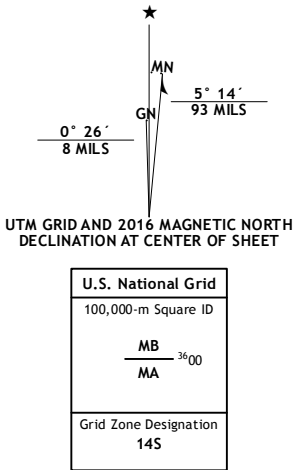 MN
GN
5° 14´
93 MILS
0° 26´
8 MILS
UTM GRID AND 2016 MAGNETIC NORTH
DECLINATION AT CENTER OF SHEET
U.S. National Grid
100,000-m Square ID
MB
3600
MA
Grid Zone Designation
14S